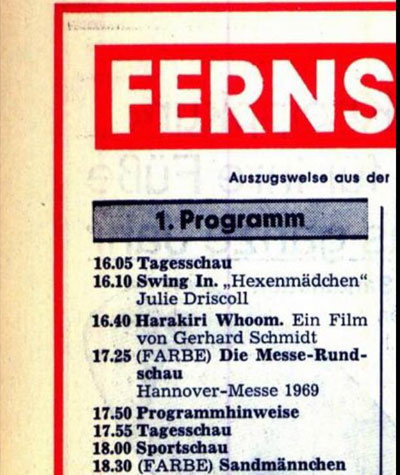 FERNS
Auszugsweise aus der
1. Programm
16.05 Tagesschau
16.10 Swing In. „Hexenmädchen“
Julie Driscoll
16.40 Harakiri Whoom. Ein Film
von Gerhard Schmidt
17.25 (FARBE) Die Messe-Rund-
schau
Hannover-Messe 1969
17.50 Programmhinweise
17.55 Tagesschau
18.00 Sportschau
18.30 (FARBE) Sandmännchen